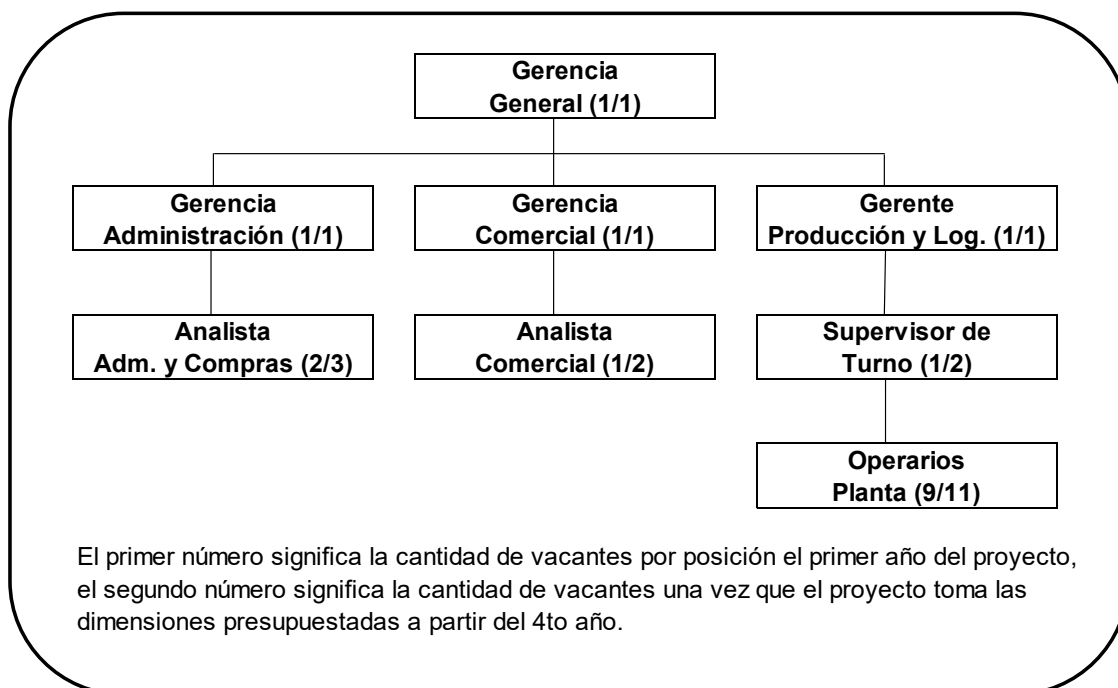 Gerencia
General (1/1)
Gerencia
Administración (1/1)
Gerencia
Comercial (1/1)
Gerente
Producción y Log. (1/1)
Analista
Adm. y Compras (2/3)
Analista
Comercial (1/2)
Supervisor de
Turno (1/2)
Operarios
Planta (9/11)
El primer número significa la cantidad de vacantes por posición el primer año del proyecto,
el segundo número significa la cantidad de vacantes una vez que el proyecto toma las
dimensiones presupuestadas a partir del 4to año.